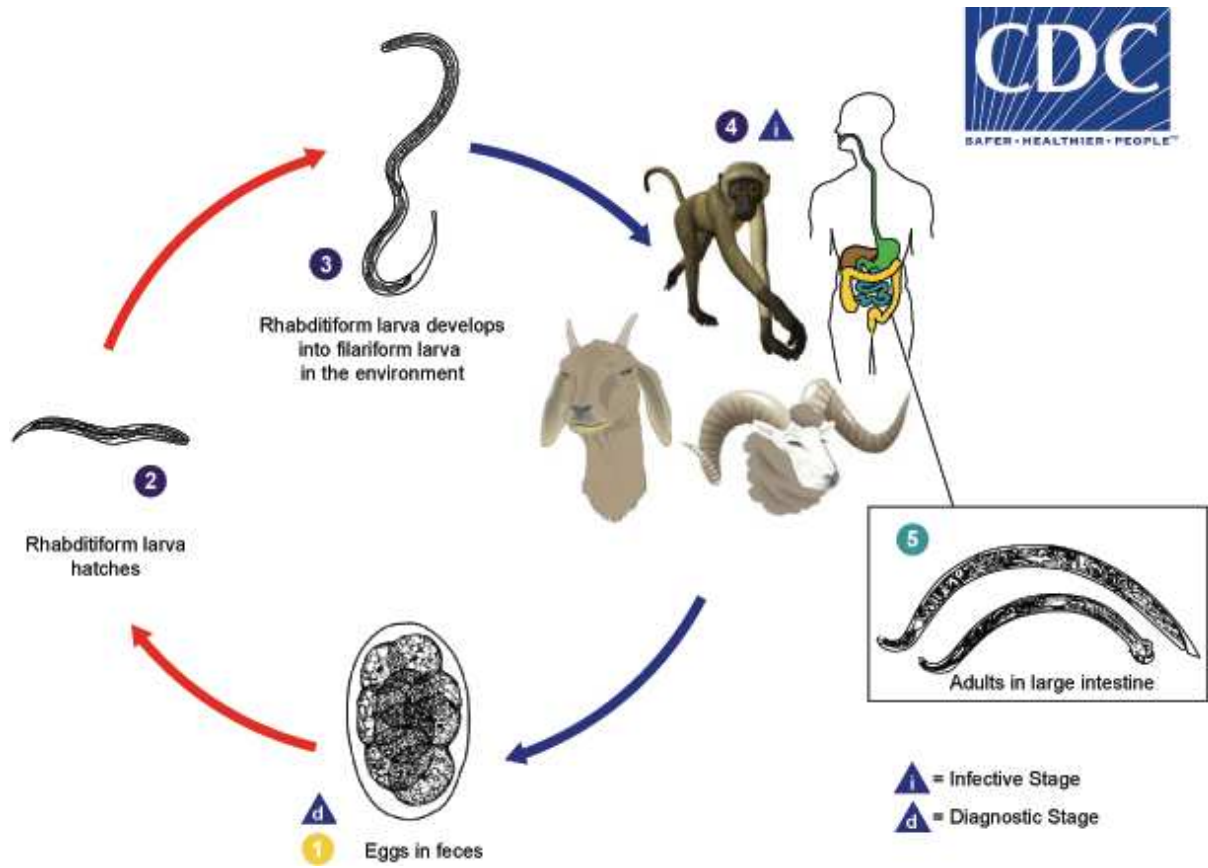 CDC
SAFER•HEALTHIER•PEOPLE™
4
i
3
Rhabditiform larva develops
into filariform larva
in the environment
2
Rhabditiform larva
hatches
5
Adults in large intestine
d
1
Eggs in feces
i = Infective Stage
d = Diagnostic Stage